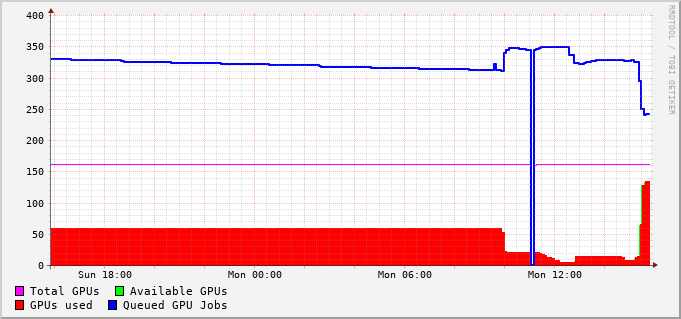 400
350
300
250
200
150
100
50
0
Sun 18:00 Mon 00:00 Mon 06:00 Mon 12:00
Total GPUs Available GPUs
GPUs used Queued GPU Jobs
RRDTOOL / TOBI OETIKER